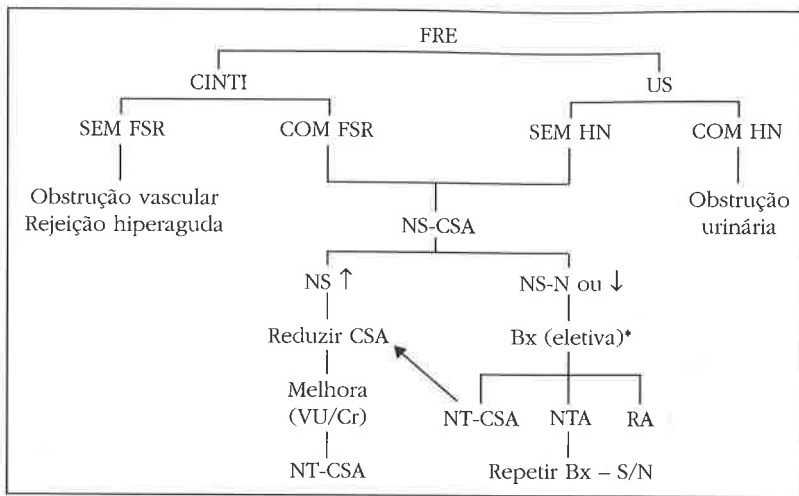 FRE
CINTI
US
SEM FSR
COM FSR
SEM HN
COM HN
Obstrução vascular
Rejeição hiperaguda
Obstrução
urinária
NS-CSA
NS ↑
NS-N ou ↓
Reduzir CSA
Bx (eletiva)*
Melhora
(VU/Cr)
NT-CSA
NTA
RA
NT-CSA
Repetir Bx – S/N